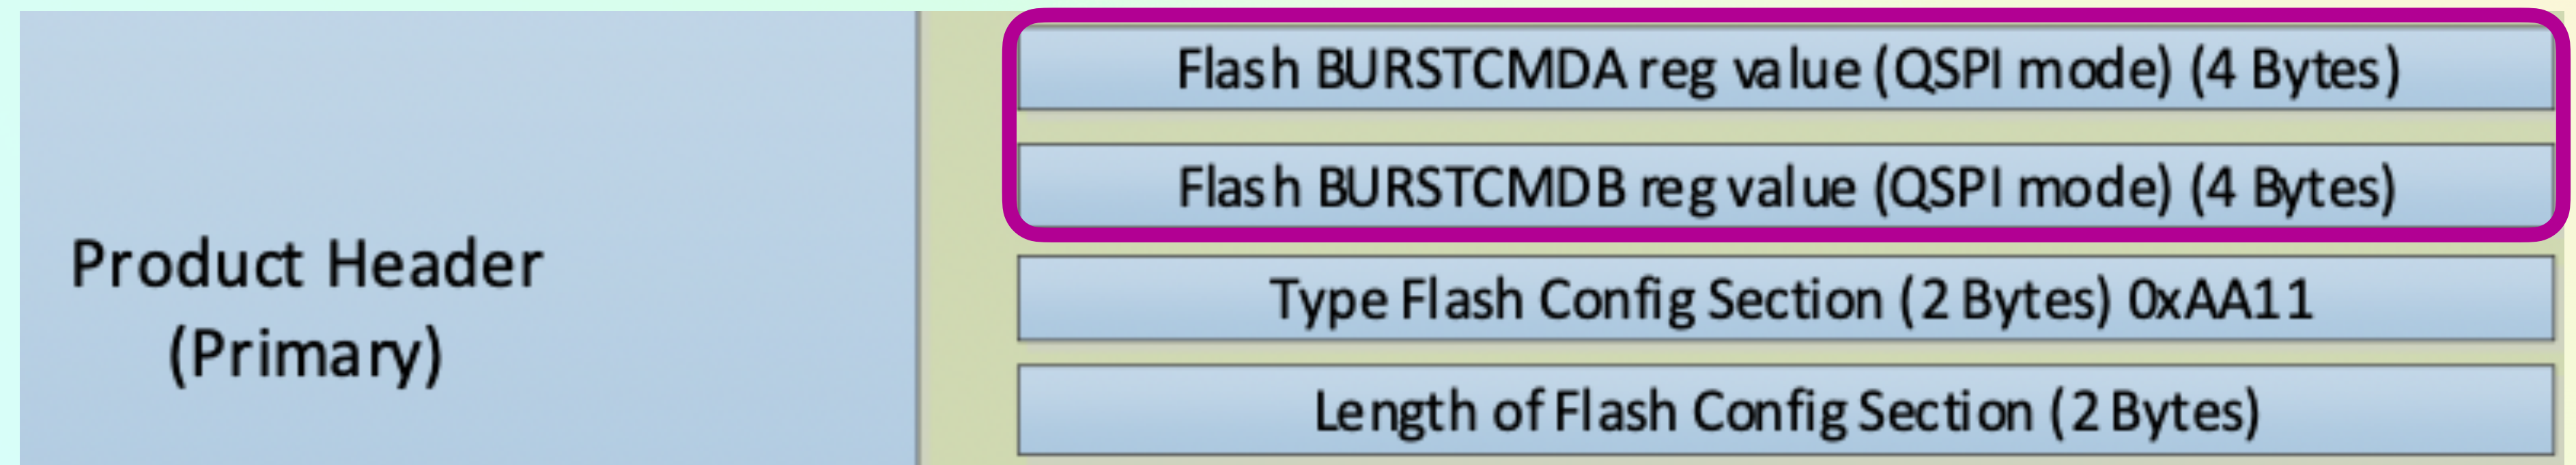 Product Header
(Primary)
Flash BURSTCMDA reg value (QSPI mode) (4 Bytes)
Flash BURSTCMDB reg value (QSPI mode) (4 Bytes)
Type Flash Config Section (2 Bytes) 0xAA11
Length of Flash Config Section (2 Bytes)